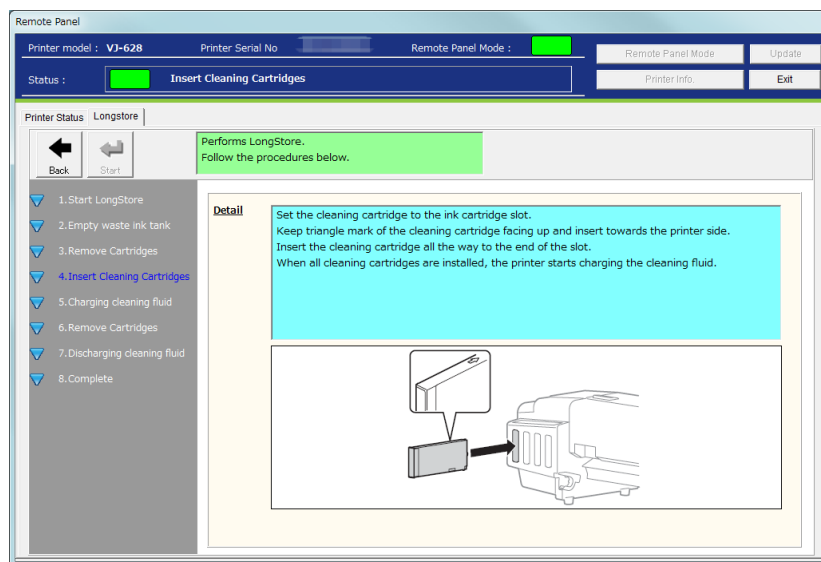 Remote Panel
Printer model : VJ-628 Printer Serial No Remote Panel Mode :
Remote Panel Mode Update
Status : Insert Cleaning Cartridges
Printer Info. Exit
Printer Status Longstore
Back Start
Performs LongStore.
Follow the procedures below.
1.Start LongStore
2.Empty waste ink tank
3.Remove Cartridges
4.Insert Cleaning Cartridges
5.Charging cleaning fluid
6.Remove Cartridges
7.Discharging cleaning fluid
8.Complete
Detail
Set the cleaning cartridge to the ink cartridge slot.
Keep triangle mark of the cleaning cartridge facing up and insert towards the printer side.
Insert the cleaning cartridge all the way to the end of the slot.
When all cleaning cartridges are installed, the printer starts charging the cleaning fluid.